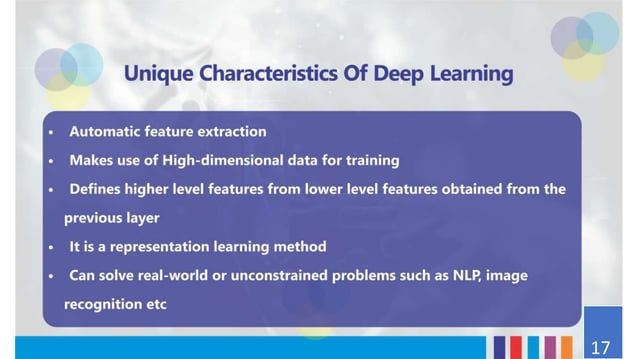 Unique Characteristics Of Deep Learning
• Automatic feature extraction
• Makes use of High-dimensional data for training
• Defines higher level features from lower level features obtained from the
previous layer
• It is a representation learning method
• Can solve real-world or unconstrained problems such as NLP, image
recognition etc
17